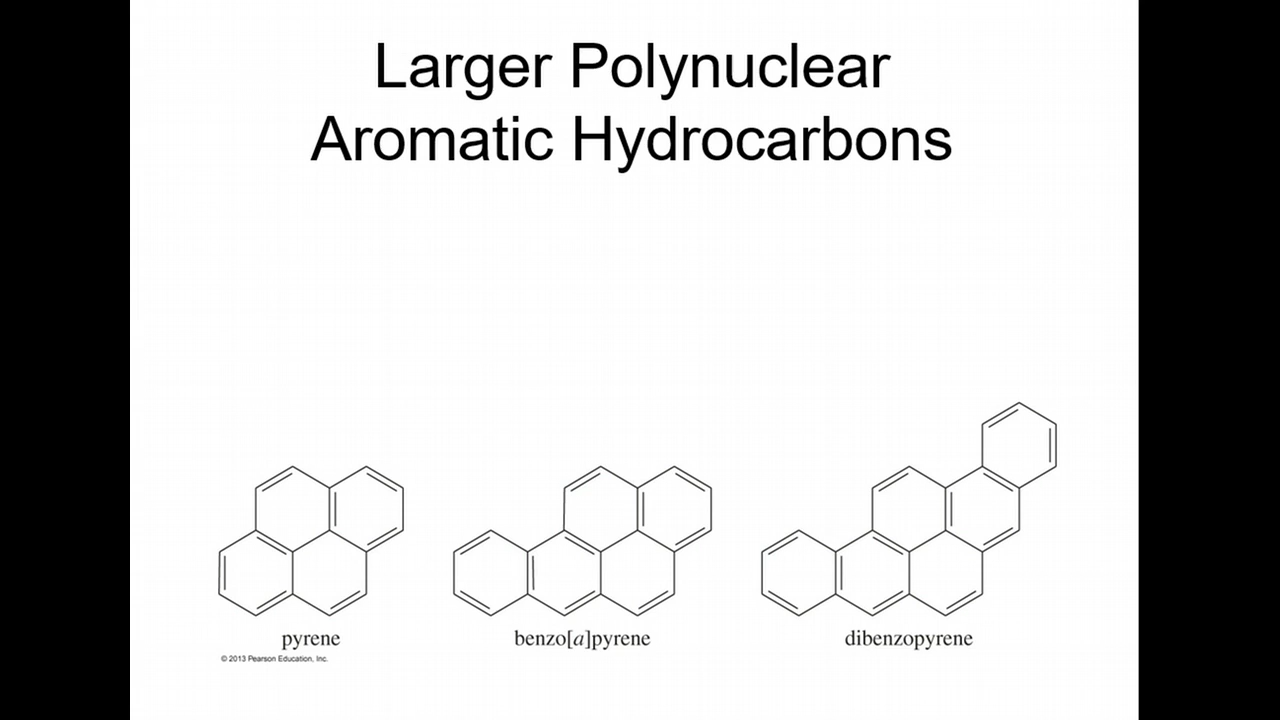 Larger Polynuclear
Aromatic Hydrocarbons
pyrene
benzo[a]pyrene
dibenzopyrene
© 2013 Pearson Education, Inc.